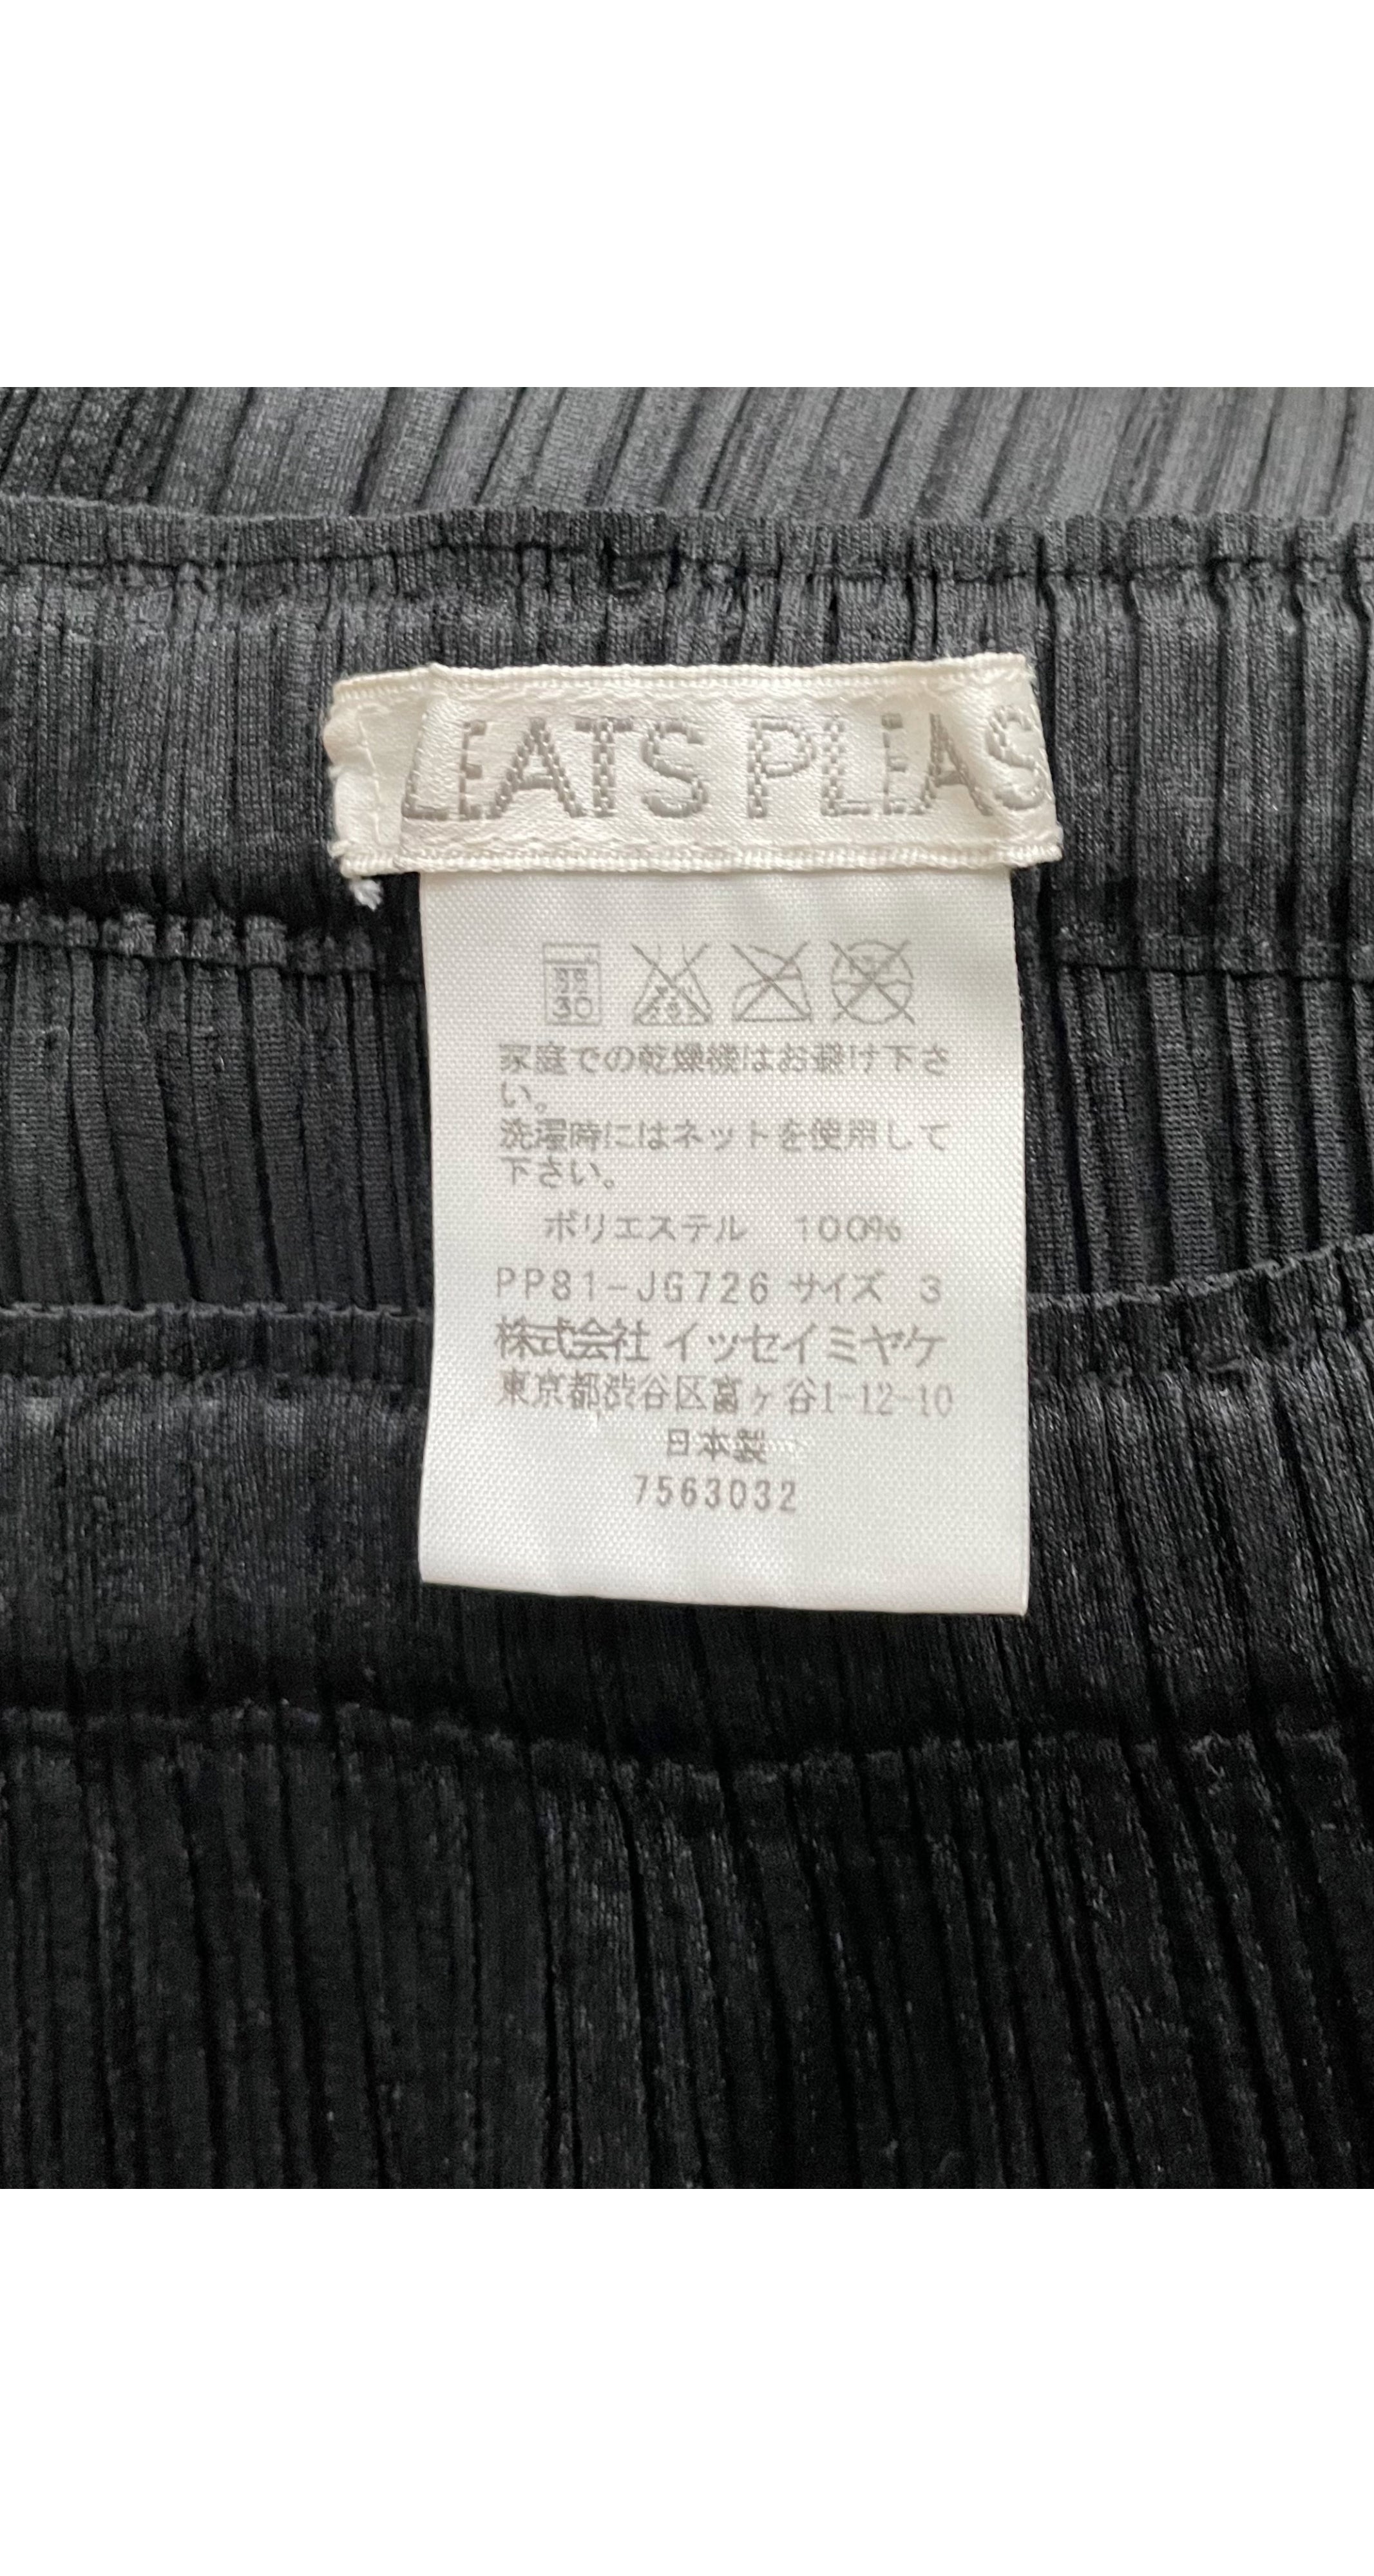 LEATS PLEAS
30
家庭での乾燥機はお避け下さ
い。
洗濯時にはネットを使用して
下さい。
ポリエステル 100%
PP81-JG726 サイズ 3
株式会社 イッセイミヤケ
東京都渋谷区富ヶ谷1-12-10
日本製
7563032